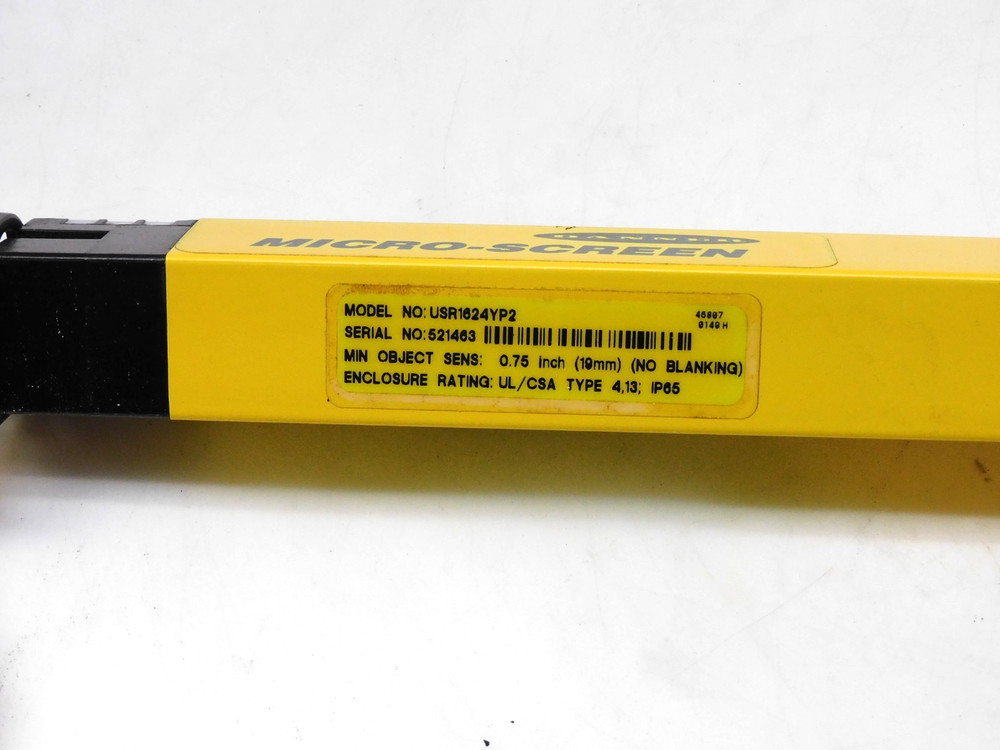 BANNER
MICRO-SCREEN
MODEL NO: USR1624YP2
46807
SERIAL NO: 521463
0149 H
MIN OBJECT SENS: 0.75 inch (19mm) (NO BLANKING)
ENCLOSURE RATING: UL/CSA TYPE 4,13; IP65